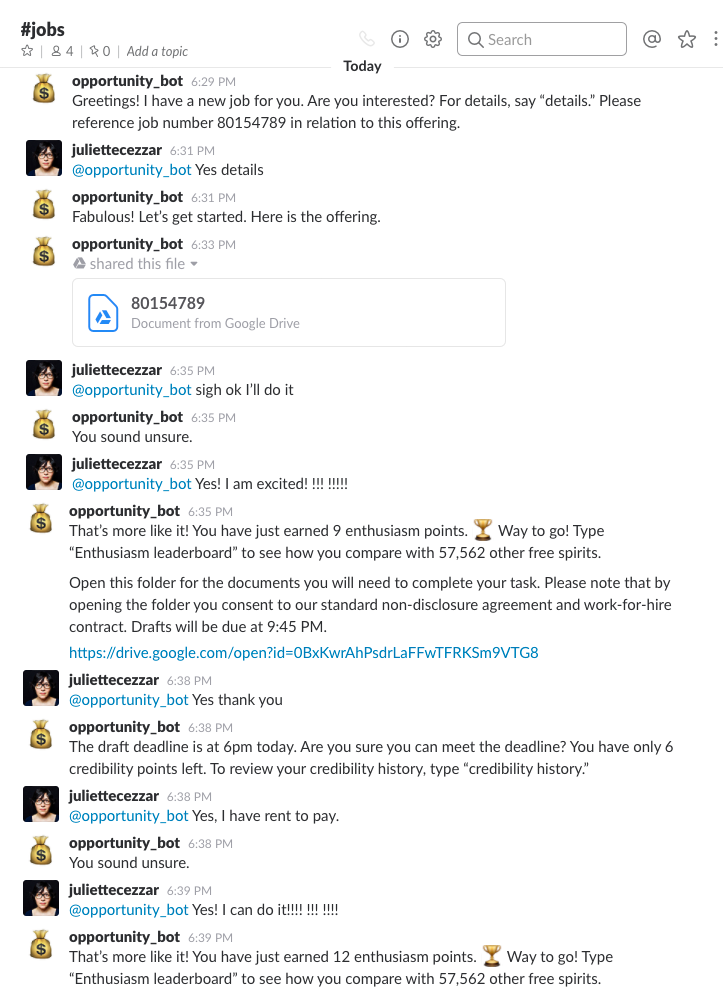 #jobs
4 | 0 | Add a topic
Search
Today
opportunity_bot 6:29 PM
Greetings! I have a new job for you. Are you interested? For details, say “details.” Please
reference job number 80154789 in relation to this offering.
juliettecezzar 6:31 PM
@opportunity_bot Yes details
opportunity_bot 6:31 PM
Fabulous! Let’s get started. Here is the offering.
opportunity_bot 6:33 PM
shared this file
80154789
Document from Google Drive
juliettecezzar 6:35 PM
@opportunity_bot sigh ok I’ll do it
opportunity_bot 6:35 PM
You sound unsure.
juliettecezzar 6:35 PM
@opportunity_bot Yes! I am excited! !!! !!!!!
opportunity_bot 6:35 PM
That’s more like it! You have just earned 9 enthusiasm points. 🏆 Way to go! Type
“Enthusiasm leaderboard” to see how you compare with 57,562 other free spirits.
Open this folder for the documents you will need to complete your task. Please note that by
opening the folder you consent to our standard non-disclosure agreement and work-for-hire
contract. Drafts will be due at 9:45 PM.
https://drive.google.com/open?id=0BxKwrAhPsdrLaFFwTFRKSm9VTG8
juliettecezzar 6:38 PM
@opportunity_bot Yes thank you
opportunity_bot 6:38 PM
The draft deadline is at 6pm today. Are you sure you can meet the deadline? You have only 6
credibility points left. To review your credibility history, type “credibility history.”
juliettecezzar 6:38 PM
@opportunity_bot Yes, I have rent to pay.
opportunity_bot 6:38 PM
You sound unsure.
juliettecezzar 6:39 PM
@opportunity_bot Yes! I can do it!!!! !!! !!!!
opportunity_bot 6:39 PM
That’s more like it! You have just earned 12 enthusiasm points. 🏆 Way to go! Type
“Enthusiasm leaderboard” to see how you compare with 57,562 other free spirits.